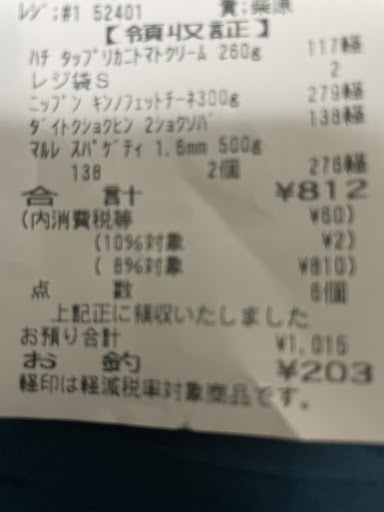 レジ:#1 52401 責:柴原
【領収証】
ﾊﾁ ﾀｯﾌﾟﾘｶﾆﾄﾏﾄｸﾘｰﾑ 260g 117軽
レジ袋S 2
ﾆｯﾌﾟﾝ ｷﾝﾉﾌｪｯﾄﾁｰﾈ300g 279軽
ﾀﾞｲﾄｸｼｮｸﾋﾝ 2ｼｮｸｿﾊﾞ 138軽
ﾏﾙﾚ ｽﾊﾟｹﾞﾃｨ 1.6mm 500g
138 2個 276軽
合 計 ¥812
(内消費税等 ¥60)
(10%対象 ¥2)
( 8%対象 ¥810)
点 数 6個
上記正に領収いたしました
お預り合計 ¥1,015
お 釣 ¥203
軽印は軽減税率対象商品です。